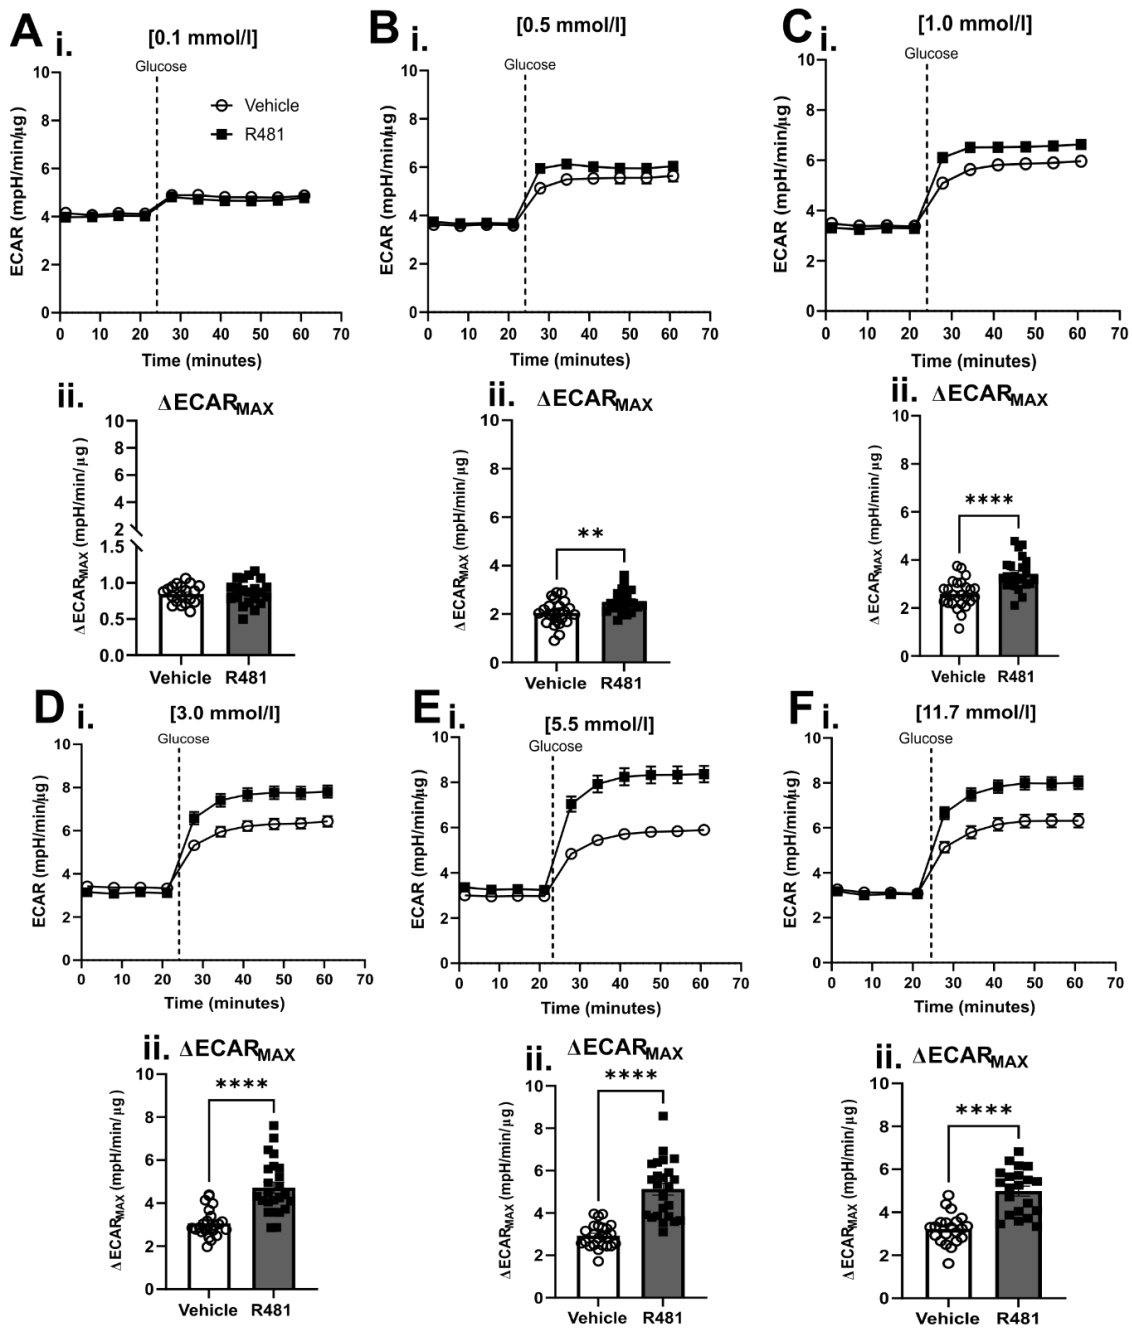 A i. [0.1 mmol/l]
Glucose
Vehicle
R481
ECAR (mpH/min/µg)
10
8
6
4
2
0
0 10 20 30 40 50 60 70
Time (minutes)
ii. ΔECARMAX
ΔECARMAX (mpH/min/µg)
10
8
6
4
2
1.5
1.0
0.5
0.0
Vehicle R481
B i. [0.5 mmol/l]
Glucose
ECAR (mpH/min/µg)
10
8
6
4
2
0
0 10 20 30 40 50 60 70
Time (minutes)
ii. ΔECARMAX
ΔECARMAX (mpH/min/µg)
10
8
6
4
2
0
**
Vehicle R481
C i. [1.0 mmol/l]
Glucose
ECAR (mpH/min/µg)
10
8
6
4
2
0
0 10 20 30 40 50 60 70
Time (minutes)
ii. ΔECARMAX
ΔECARMAX (mpH/min/µg)
10
8
6
4
2
0
****
Vehicle R481
D i. [3.0 mmol/l]
Glucose
ECAR (mpH/min/µg)
10
8
6
4
2
0
0 10 20 30 40 50 60 70
Time (minutes)
ii. ΔECARMAX
ΔECARMAX (mpH/min/µg)
10
8
6
4
2
0
****
Vehicle R481
E i. [5.5 mmol/l]
Glucose
ECAR (mpH/min/µg)
10
8
6
4
2
0
0 10 20 30 40 50 60 70
Time (minutes)
ii. ΔECARMAX
ΔECARMAX (mpH/min/µg)
10
8
6
4
2
0
****
Vehicle R481
F i. [11.7 mmol/l]
Glucose
ECAR (mpH/min/µg)
10
8
6
4
2
0
0 10 20 30 40 50 60 70
Time (minutes)
ii. ΔECARMAX
ΔECARMAX (mpH/min/µg)
10
8
6
4
2
0
****
Vehicle R481